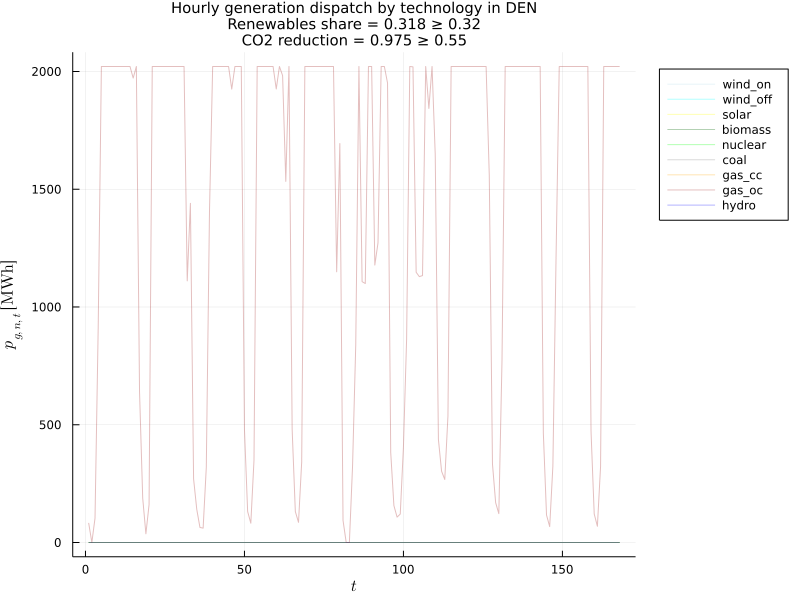 Hourly generation dispatch by technology in DEN
Renewables share = 0.318 ≥ 0.32
CO2 reduction = 0.975 ≥ 0.55
2000
1500
1000
500
0
p_{g,n,t} [MWh]
0
50
100
150
t
wind_on
wind_off
solar
biomass
nuclear
coal
gas_cc
gas_oc
hydro